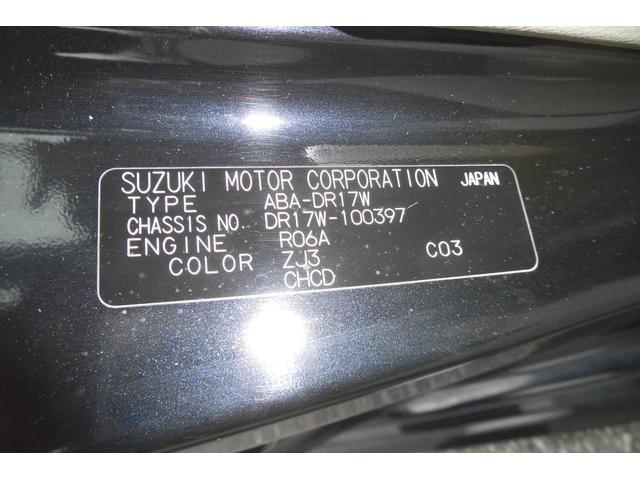 SUZUKI MOTOR CORPORATION JAPAN
TYPE ABA-DR17W
CHASSIS NO. DR17W-100397
ENGINE R06A
COLOR ZJ3 C03
CHCD